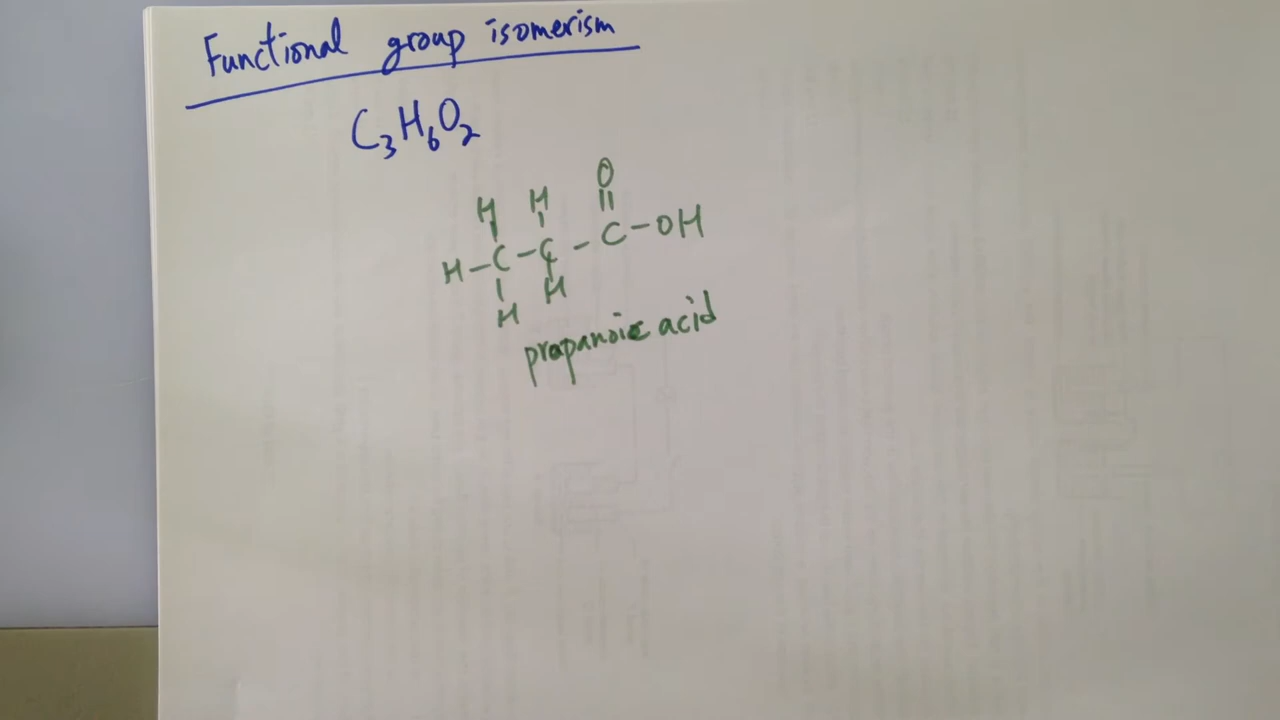 Functional group isomerism
C₃H₆O₂
O
H H ||
H-C-C-C-OH
H H
propanoic acid